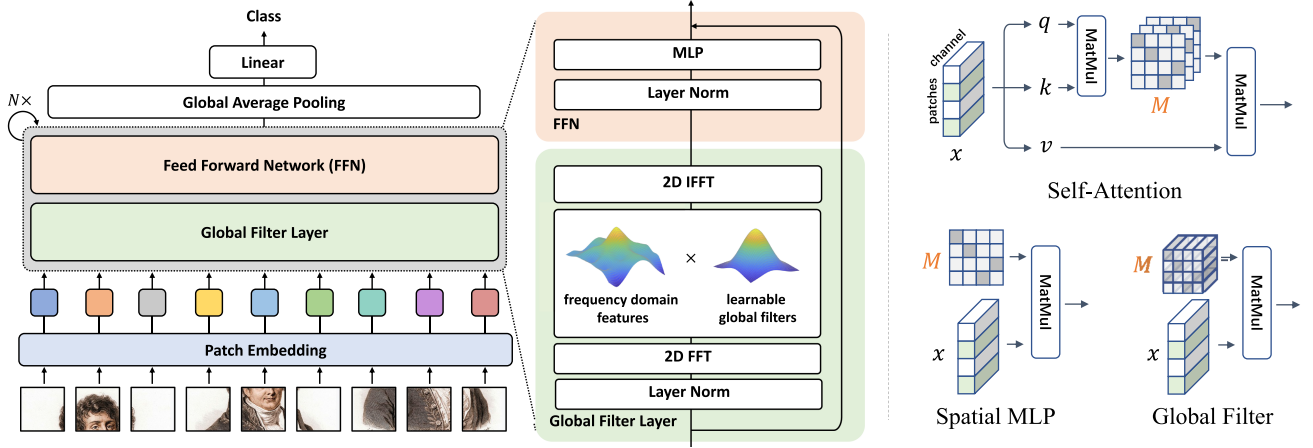 Class
Linear
Global Average Pooling
N×
Feed Forward Network (FFN)
Global Filter Layer
Patch Embedding
MLP
Layer Norm
FFN
2D IFFT
×
frequency domain
features
learnable
global filters
2D FFT
Layer Norm
Global Filter Layer
channel
patches
x
q
k
v
MatMul
M
MatMul
Self-Attention
M
x
MatMul
Spatial MLP
M
x
MatMul
Global Filter